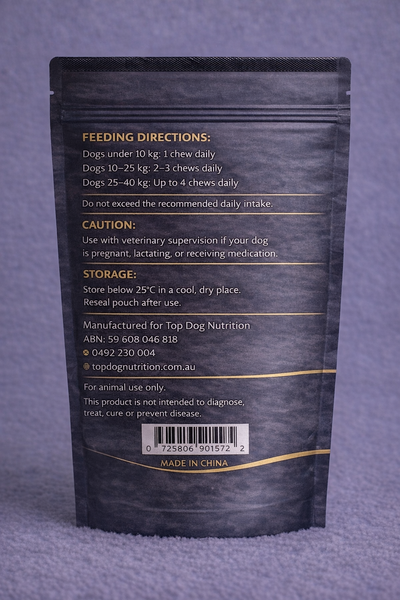 FEEDING DIRECTIONS:
Dogs under 10 kg: 1 chew daily
Dogs 10–25 kg: 2–3 chews daily
Dogs 25–40 kg: Up to 4 chews daily
Do not exceed the recommended daily intake.
CAUTION:
Use with veterinary supervision if your dog
is pregnant, lactating, or receiving medication.
STORAGE:
Store below 25°C in a cool, dry place.
Reseal pouch after use.
Manufactured for Top Dog Nutrition
ABN: 59 608 046 818
0492 230 004
topdognutrition.com.au
For animal use only.
This product is not intended to diagnose,
treat, cure or prevent disease.
0 725806 901572 2
MADE IN CHINA